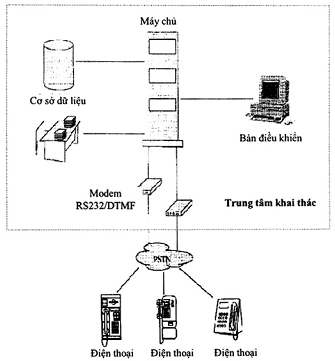 Máy chủ
Cơ sở dữ liệu
Bàn điều khiển
Modem
RS232/DTMF
Trung tâm khai thác
PSTN
Điện thoại
Điện thoại
Điện thoại